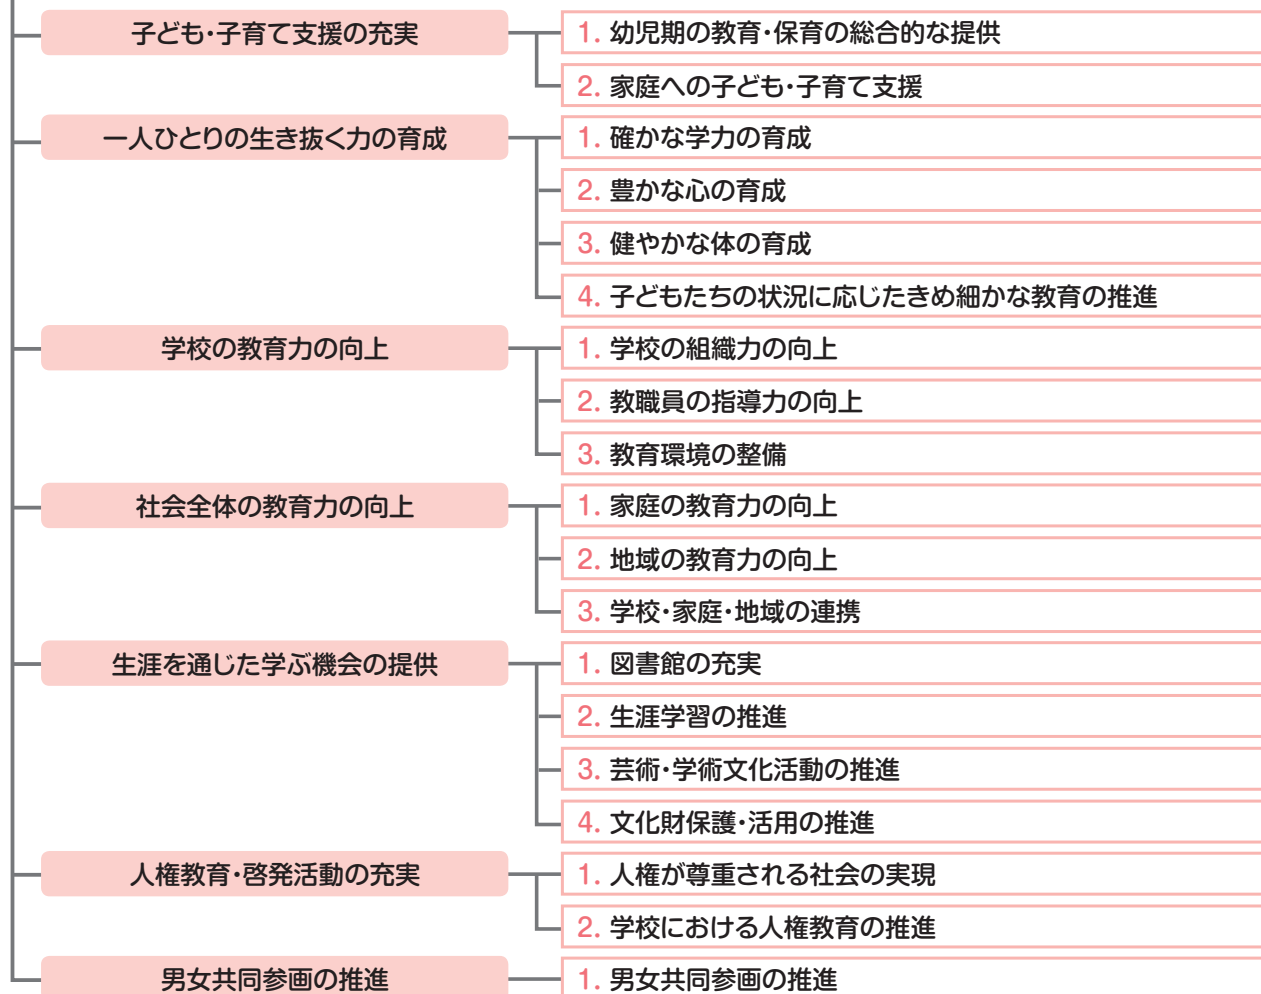 子ども・子育て支援の充実
1. 幼児期の教育・保育の総合的な提供
2. 家庭への子ども・子育て支援
一人ひとりの生き抜く力の育成
1. 確かな学力の育成
2. 豊かな心の育成
3. 健やかな体の育成
4. 子どもたちの状況に応じたきめ細かな教育の推進
学校の教育力の向上
1. 学校の組織力の向上
2. 教職員の指導力の向上
3. 教育環境の整備
社会全体の教育力の向上
1. 家庭の教育力の向上
2. 地域の教育力の向上
3. 学校・家庭・地域の連携
生涯を通じた学ぶ機会の提供
1. 図書館の充実
2. 生涯学習の推進
3. 芸術・学術文化活動の推進
4. 文化財保護・活用の推進
人権教育・啓発活動の充実
1. 人権が尊重される社会の実現
2. 学校における人権教育の推進
男女共同参画の推進
1. 男女共同参画の推進